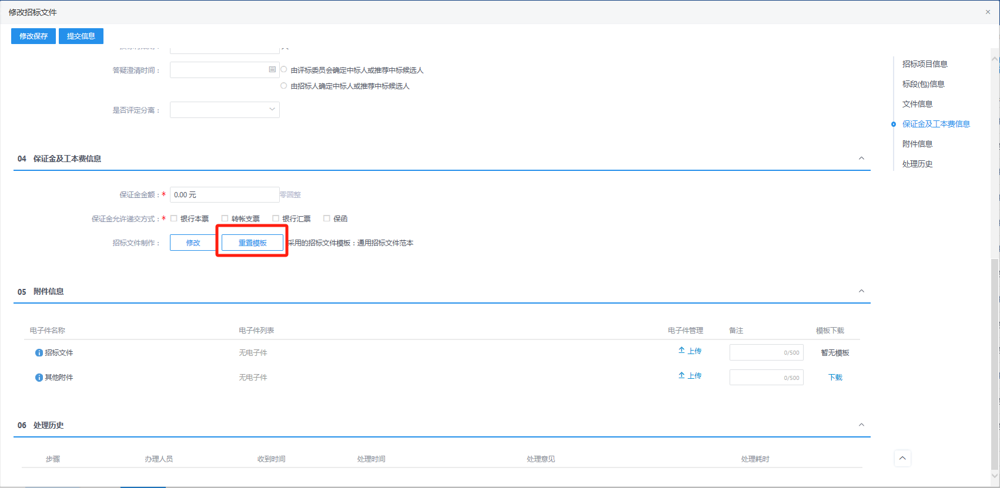 修改招标文件
修改保存 提交信息
答疑澄清时间：
由评标委员会确定中标人或推荐中标候选人
由招标人确定中标人或推荐中标候选人
是否评定分离：
04 保证金及工本费信息
保证金金额：* 0.00 元 零圆整
保证金允许递交方式：* 银行本票 转帐支票 银行汇票 保函
招标文件制作： 修改 重置模板 采用的招标文件模板：通用招标文件范本
05 附件信息
电子件名称 电子件列表 电子件管理 备注 模板下载
招标文件 无电子件 上传 0/500 暂无模板
其他附件 无电子件 上传 0/500 下载
06 处理历史
步骤 办理人员 收到时间 处理时间 处理意见 处理耗时
招标项目信息
标段(包)信息
文件信息
保证金及工本费信息
附件信息
处理历史